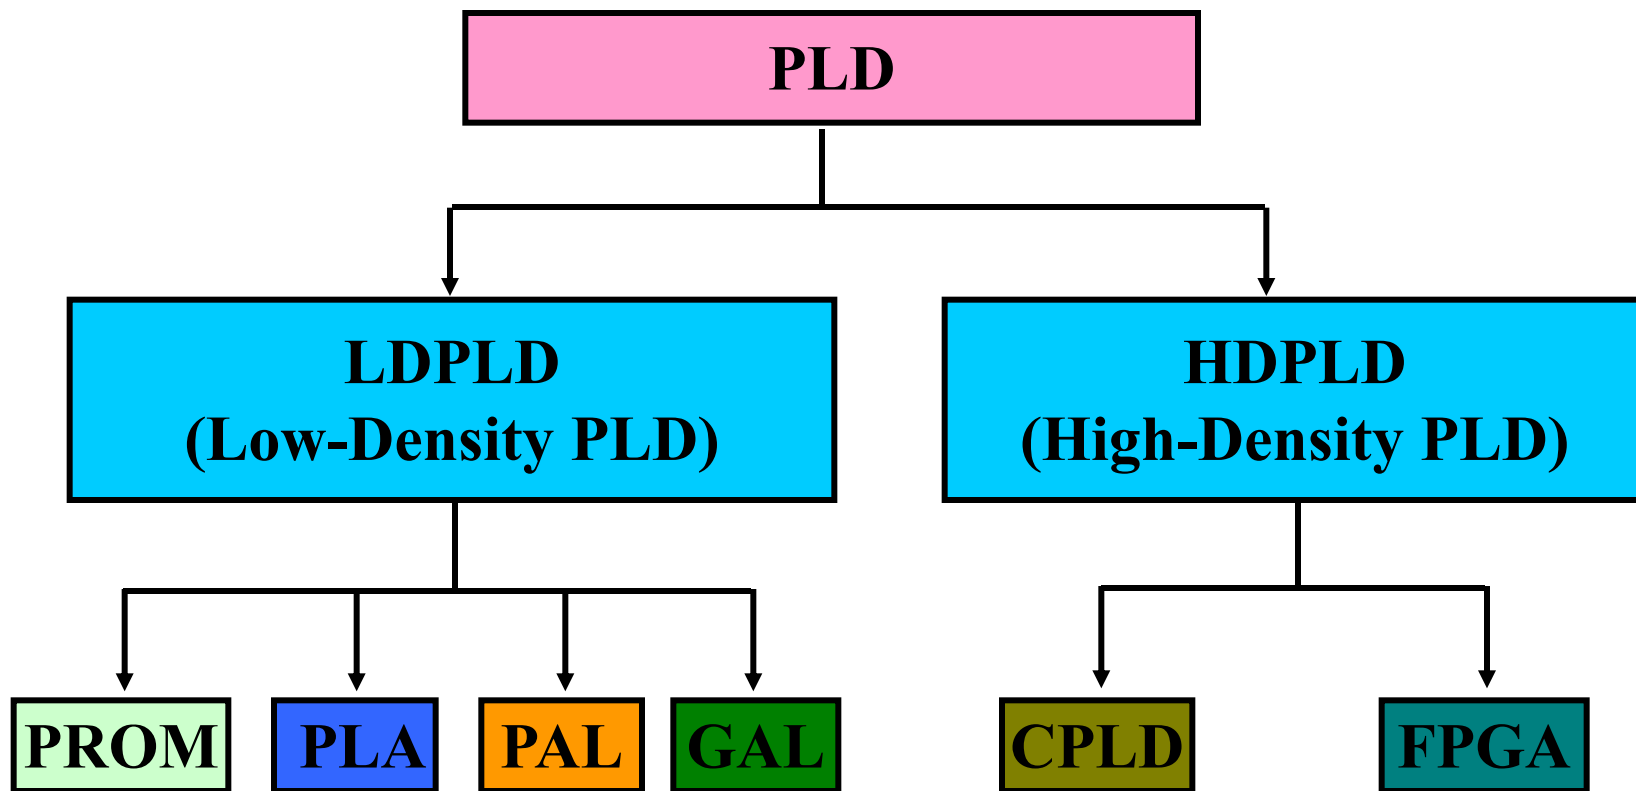 PLD
LDPLD
(Low-Density PLD)
HDPLD
(High-Density PLD)
PROM
PLA
PAL
GAL
CPLD
FPGA